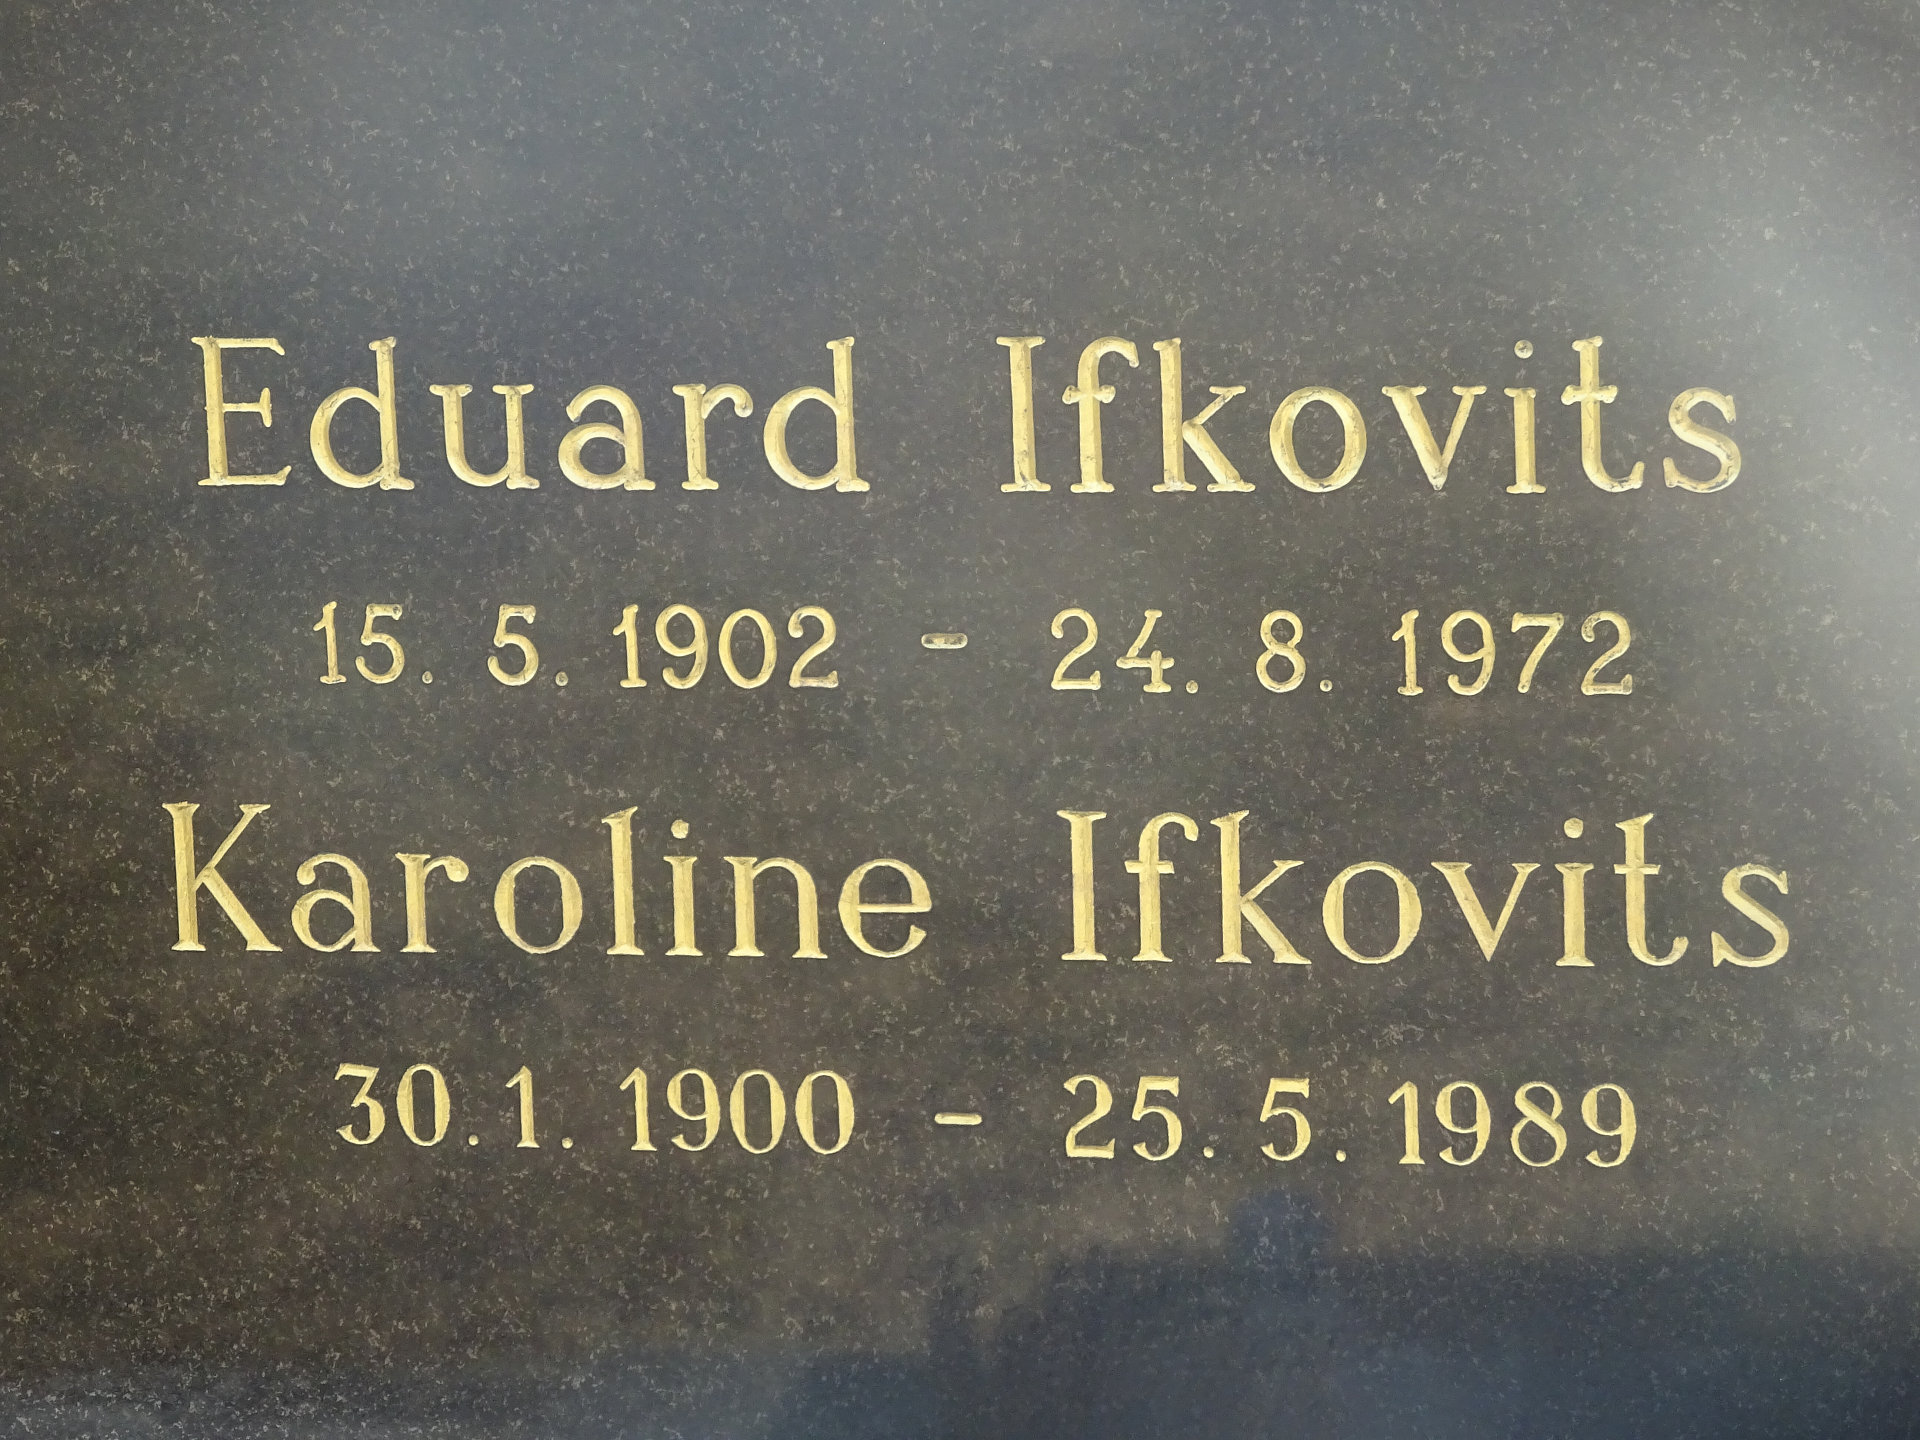 Eduard Ifkovits
15. 5. 1902 - 24. 8. 1972
Karoline Ifkovits
30. 1. 1900 - 25. 5. 1989